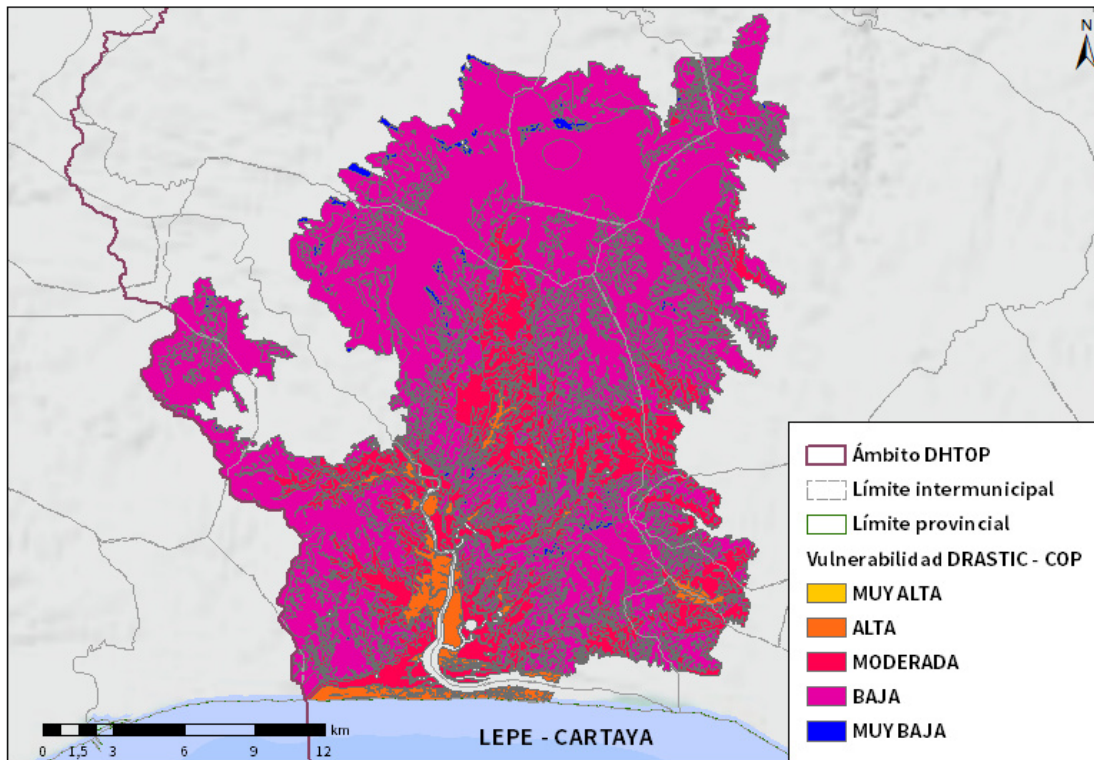 N
Ámbito DHTOP
Límite intermunicipal
Límite provincial
Vulnerabilidad DRASTIC - COP
MUY ALTA
ALTA
MODERADA
BAJA
MUY BAJA
km
0 1,5 3 6 9 12
LEPE - CARTAYA